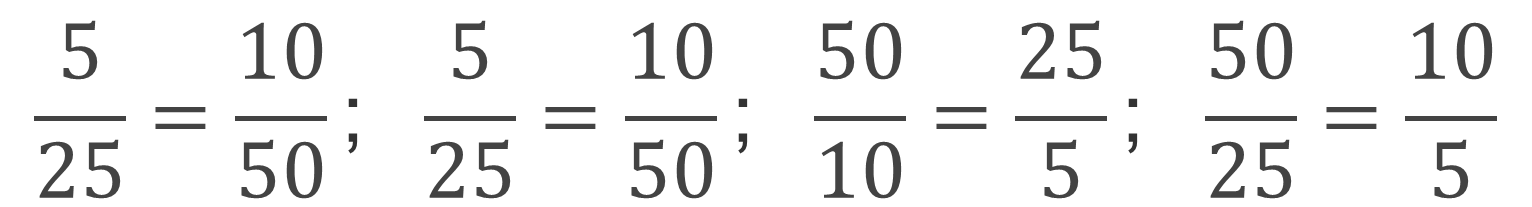 5/25 = 10/50; 5/25 = 10/50; 50/10 = 25/5; 50/25 = 10/5